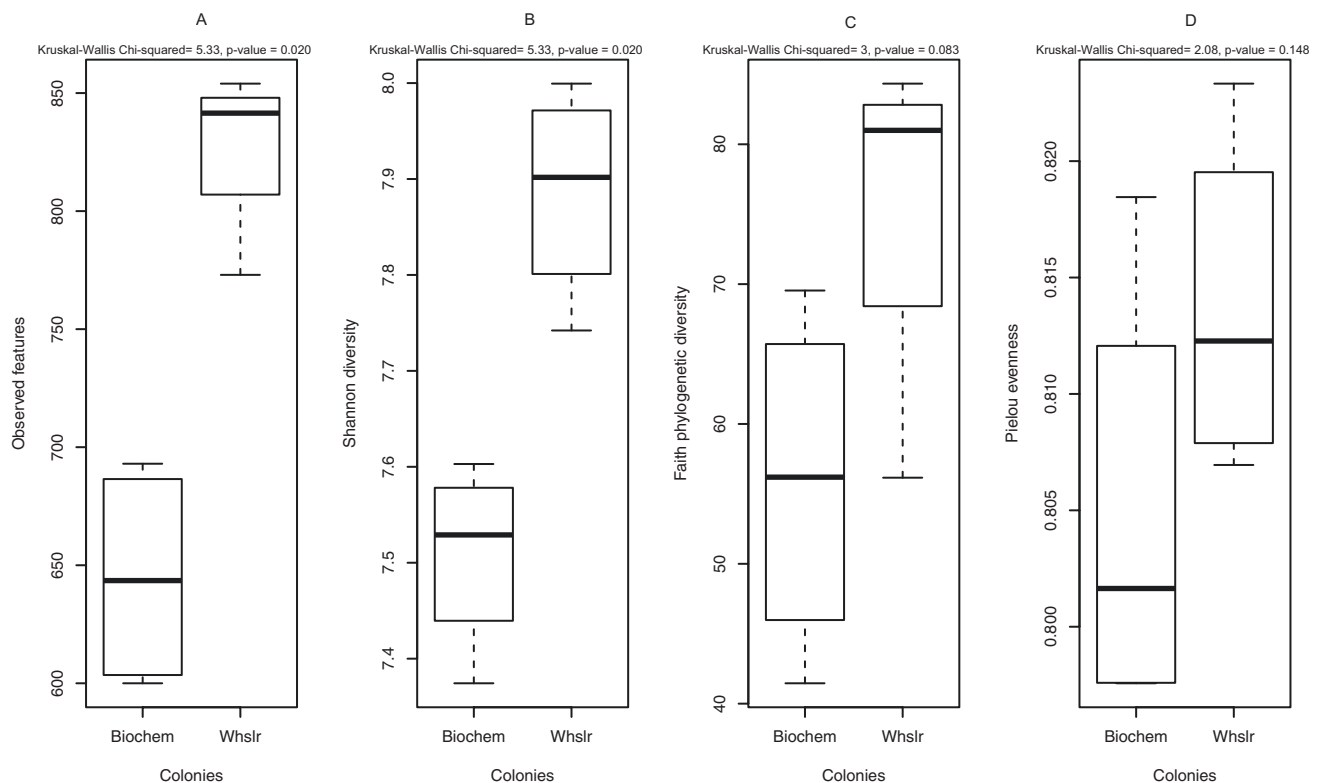 A
Kruskal-Wallis Chi-squared= 5.33, p-value = 0.020
Observed features
850
800
750
700
650
600
Biochem Whslr
Colonies
B
Kruskal-Wallis Chi-squared= 5.33, p-value = 0.020
Shannon diversity
8.0
7.9
7.8
7.7
7.6
7.5
7.4
Biochem Whslr
Colonies
C
Kruskal-Wallis Chi-squared= 3, p-value = 0.083
Faith phylogenetic diversity
80
70
60
50
40
Biochem Whslr
Colonies
D
Kruskal-Wallis Chi-squared= 2.08, p-value = 0.148
Pielou evenness
0.820
0.815
0.810
0.805
0.800
Biochem Whslr
Colonies